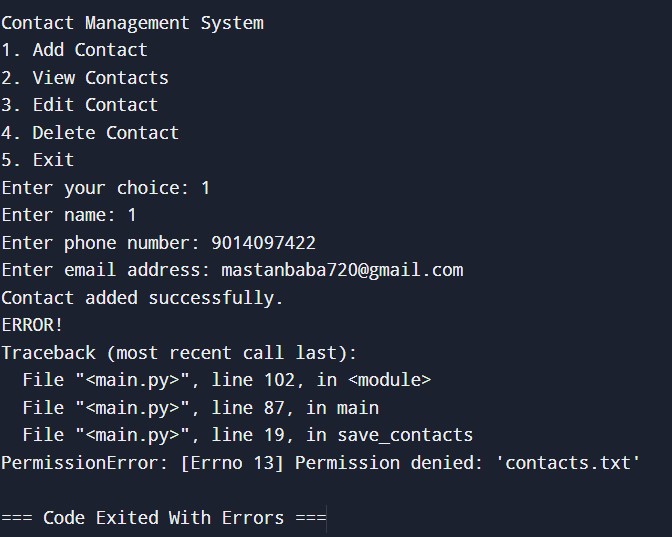 Contact Management System
1. Add Contact
2. View Contacts
3. Edit Contact
4. Delete Contact
5. Exit
Enter your choice: 1
Enter name: 1
Enter phone number: 9014097422
Enter email address: mastanbaba720@gmail.com
Contact added successfully.
ERROR!
Traceback (most recent call last):
  File "<main.py>", line 102, in <module>
  File "<main.py>", line 87, in main
  File "<main.py>", line 19, in save_contacts
PermissionError: [Errno 13] Permission denied: 'contacts.txt'
=== Code Exited With Errors ===